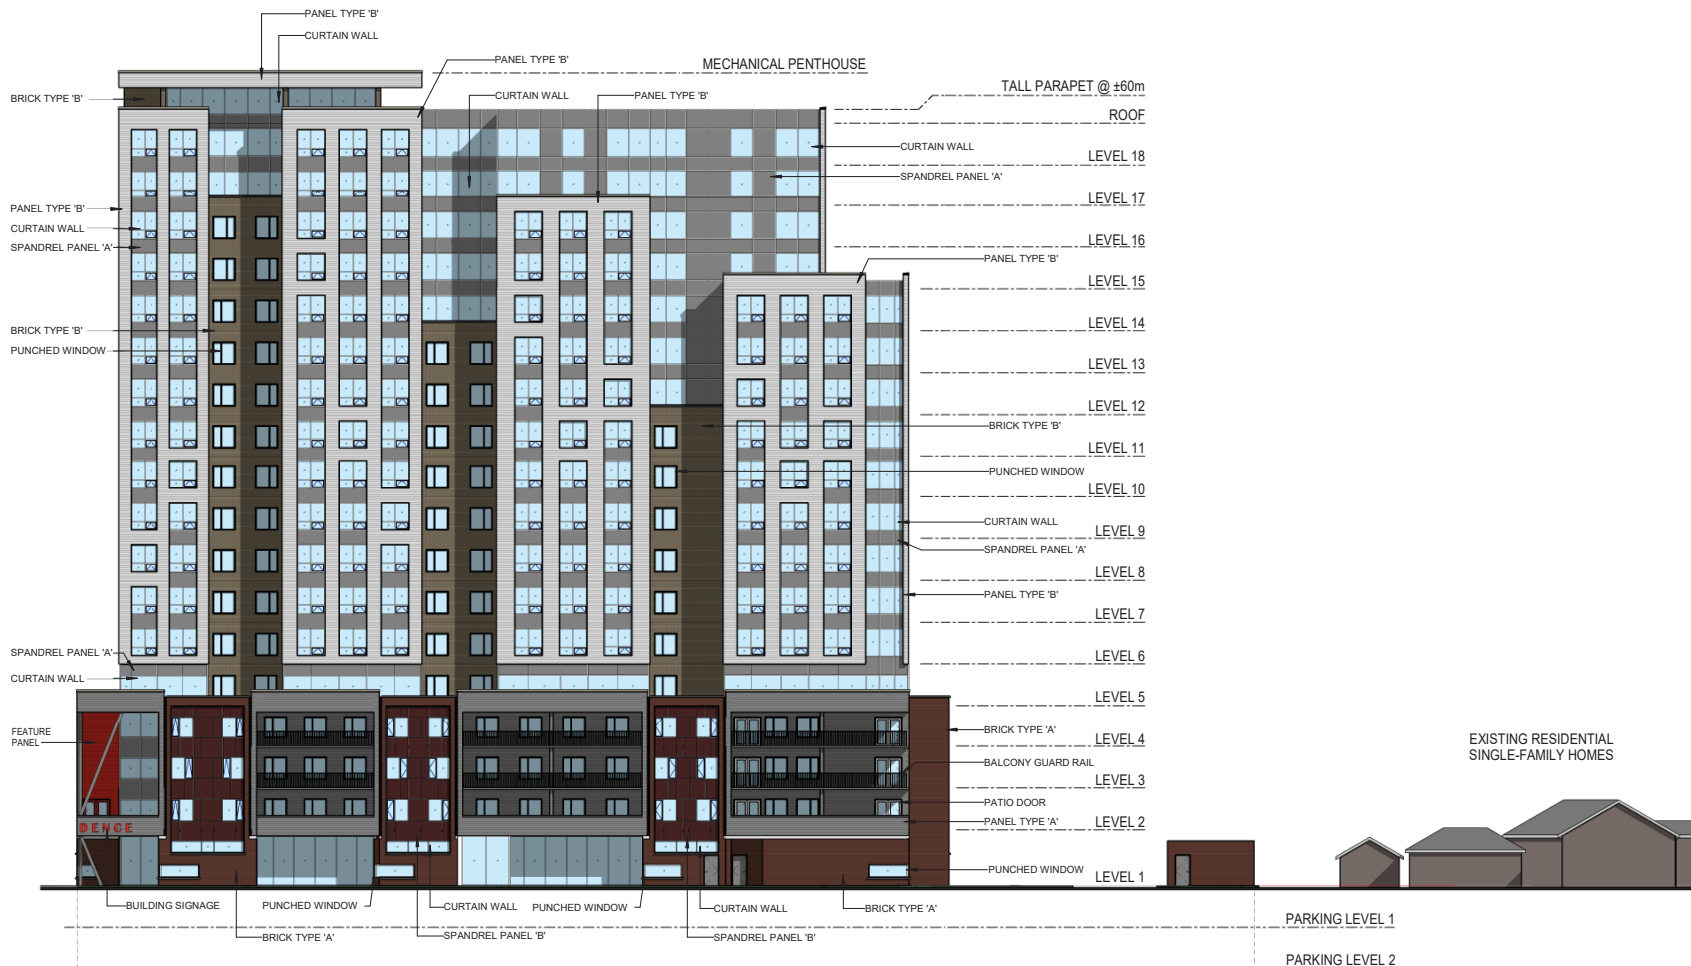 PANEL TYPE 'B'
CURTAIN WALL
PANEL TYPE 'B'
MECHANICAL PENTHOUSE
TALL PARAPET @ ±60m
BRICK TYPE 'B'
CURTAIN WALL
PANEL TYPE 'B'
ROOF
CURTAIN WALL
LEVEL 18
SPANDREL PANEL 'A'
LEVEL 17
PANEL TYPE 'B'
CURTAIN WALL
SPANDREL PANEL 'A'
LEVEL 16
PANEL TYPE 'B'
LEVEL 15
LEVEL 14
BRICK TYPE 'B'
PUNCHED WINDOW
LEVEL 13
LEVEL 12
BRICK TYPE 'B'
LEVEL 11
PUNCHED WINDOW
LEVEL 10
CURTAIN WALL
LEVEL 9
SPANDREL PANEL 'A'
LEVEL 8
PANEL TYPE 'B'
LEVEL 7
SPANDREL PANEL 'A'
LEVEL 6
CURTAIN WALL
LEVEL 5
FEATURE
PANEL
BRICK TYPE 'A'
LEVEL 4
EXISTING RESIDENTIAL
SINGLE-FAMILY HOMES
BALCONY GUARD RAIL
LEVEL 3
PATIO DOOR
PANEL TYPE 'A'
LEVEL 2
DENCE
PUNCHED WINDOW
LEVEL 1
BUILDING SIGNAGE
PUNCHED WINDOW
CURTAIN WALL
PUNCHED WINDOW
CURTAIN WALL
BRICK TYPE 'A'
PARKING LEVEL 1
BRICK TYPE 'A'
SPANDREL PANEL 'B'
SPANDREL PANEL 'B'
PARKING LEVEL 2